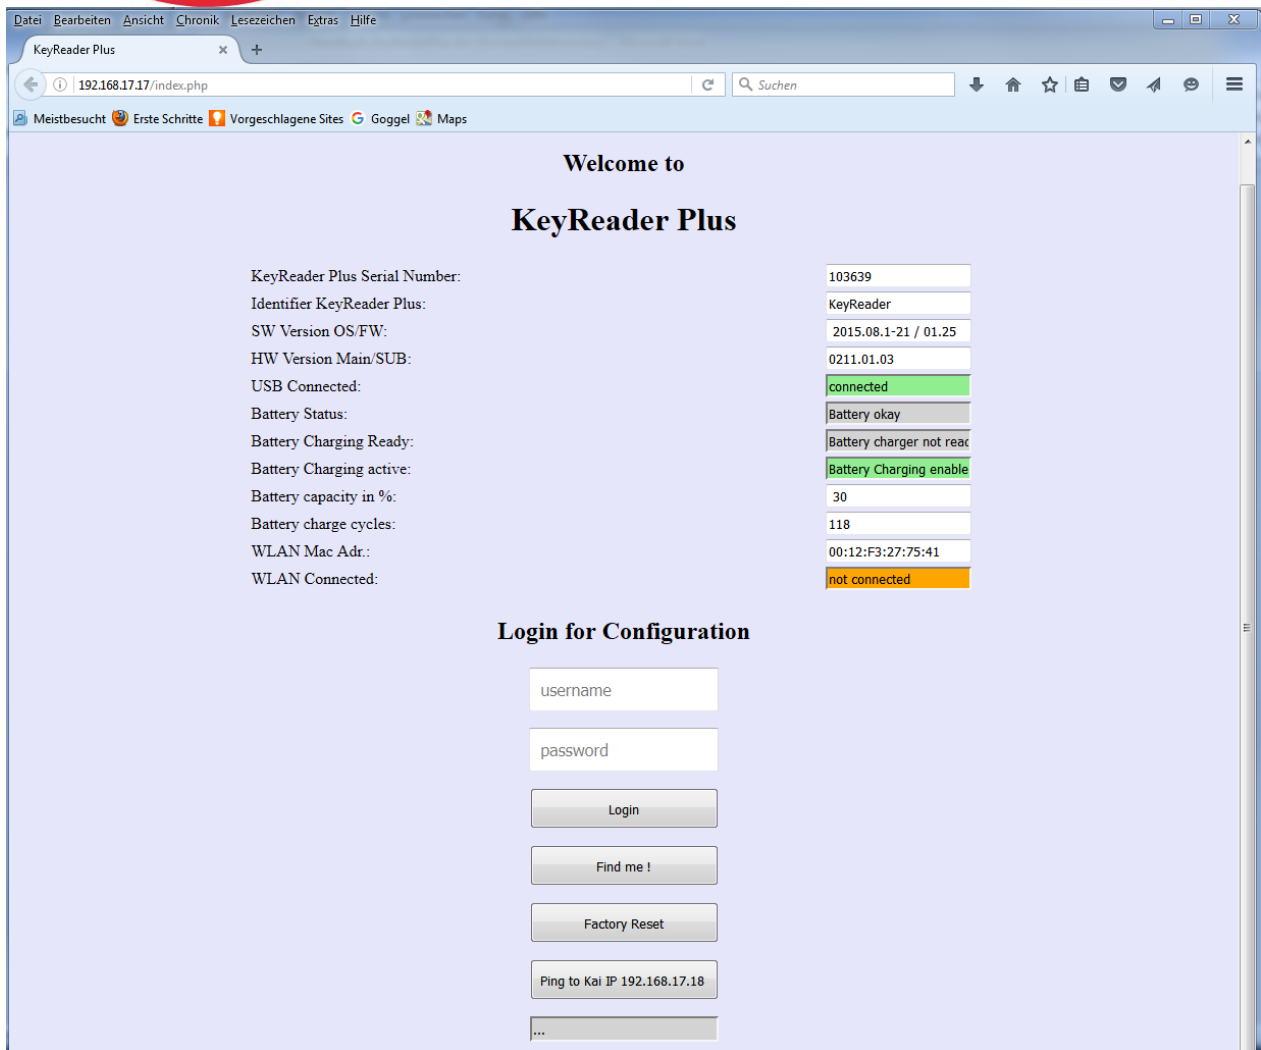 Datei Bearbeiten Ansicht Chronik Lesezeichen Extras Hilfe
KeyReader Plus
192.168.17.17/index.php
Suchen
Meistbesucht Erste Schritte Vorgeschlagene Sites G Goggel Maps
Welcome to
KeyReader Plus
KeyReader Plus Serial Number: 103639
Identifier KeyReader Plus: KeyReader
SW Version OS/FW: 2015.08.1-21 / 01.25
HW Version Main/SUB: 0211.01.03
USB Connected: connected
Battery Status: Battery okay
Battery Charging Ready: Battery charger not reac
Battery Charging active: Battery Charging enable
Battery capacity in %: 30
Battery charge cycles: 118
WLAN Mac Adr.: 00:12:F3:27:75:41
WLAN Connected: not connected
Login for Configuration
username
password
Login
Find me !
Factory Reset
Ping to Kai IP 192.168.17.18
...